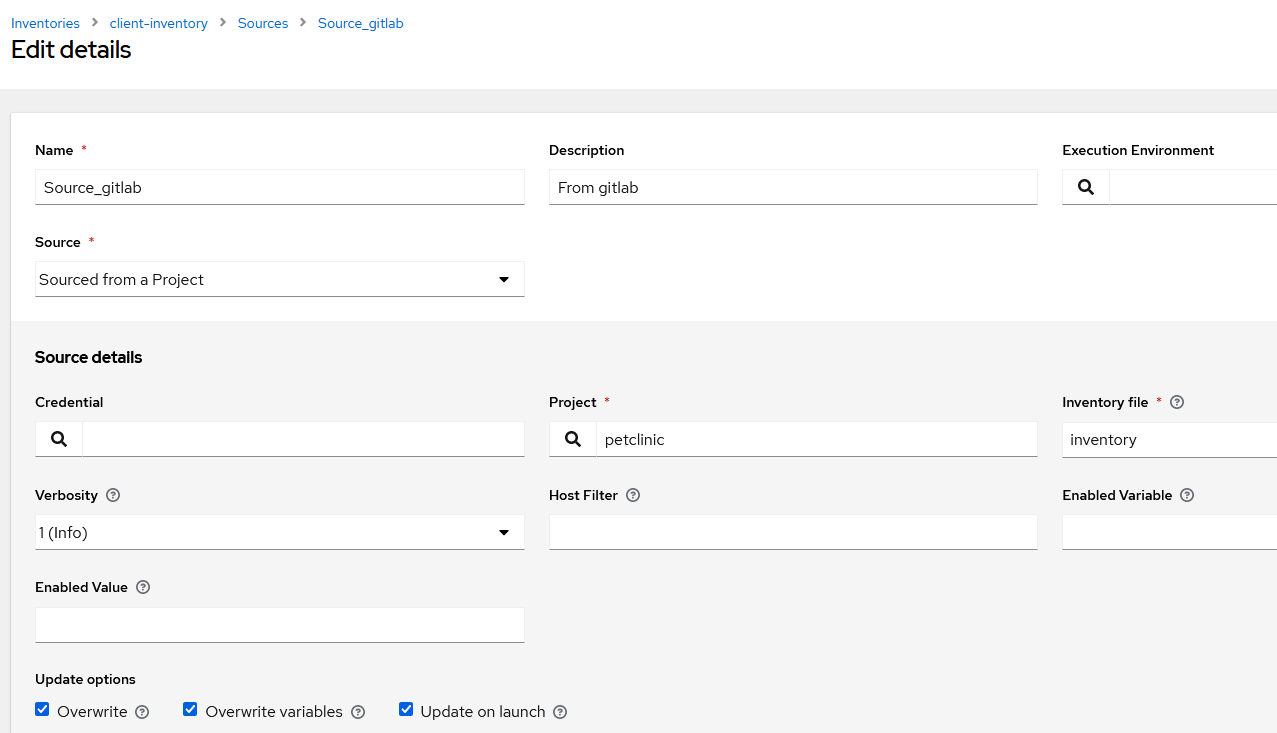 Inventories > client-inventory > Sources > Source_gitlab
Edit details
Name * Description Execution Environment
Source_gitlab From gitlab
Source *
Sourced from a Project
Source details
Credential Project * Inventory file *
petclinic inventory
Verbosity Host Filter Enabled Variable
1 (Info)
Enabled Value
Update options
Overwrite Overwrite variables Update on launch